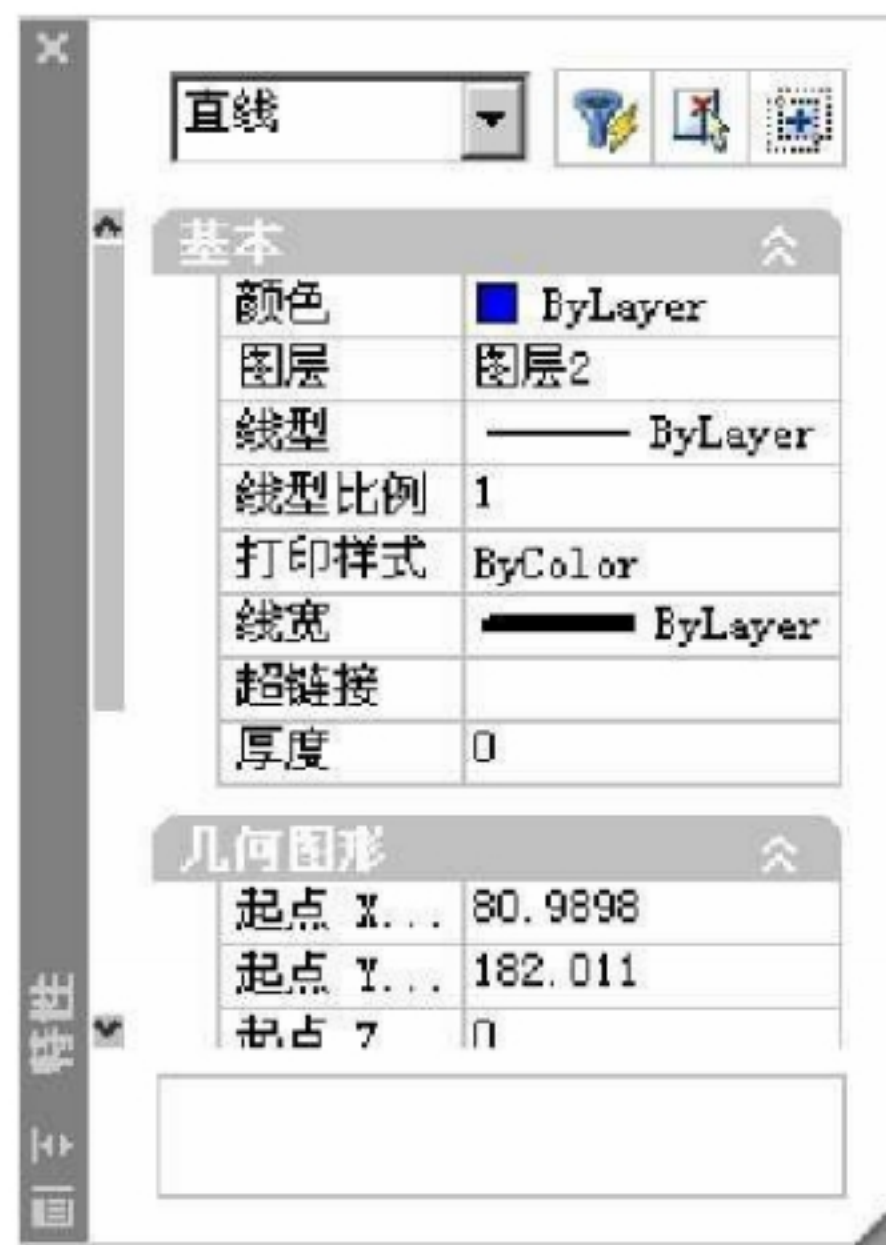 直线
基本
颜色 ByLayer
图层 图层2
线型 ByLayer
线型比例 1
打印样式 ByColor
线宽 ByLayer
超链接
厚度 0
几何图形
起点 X... 80.9898
起点 Y... 182.011
起点 Z 0
特性